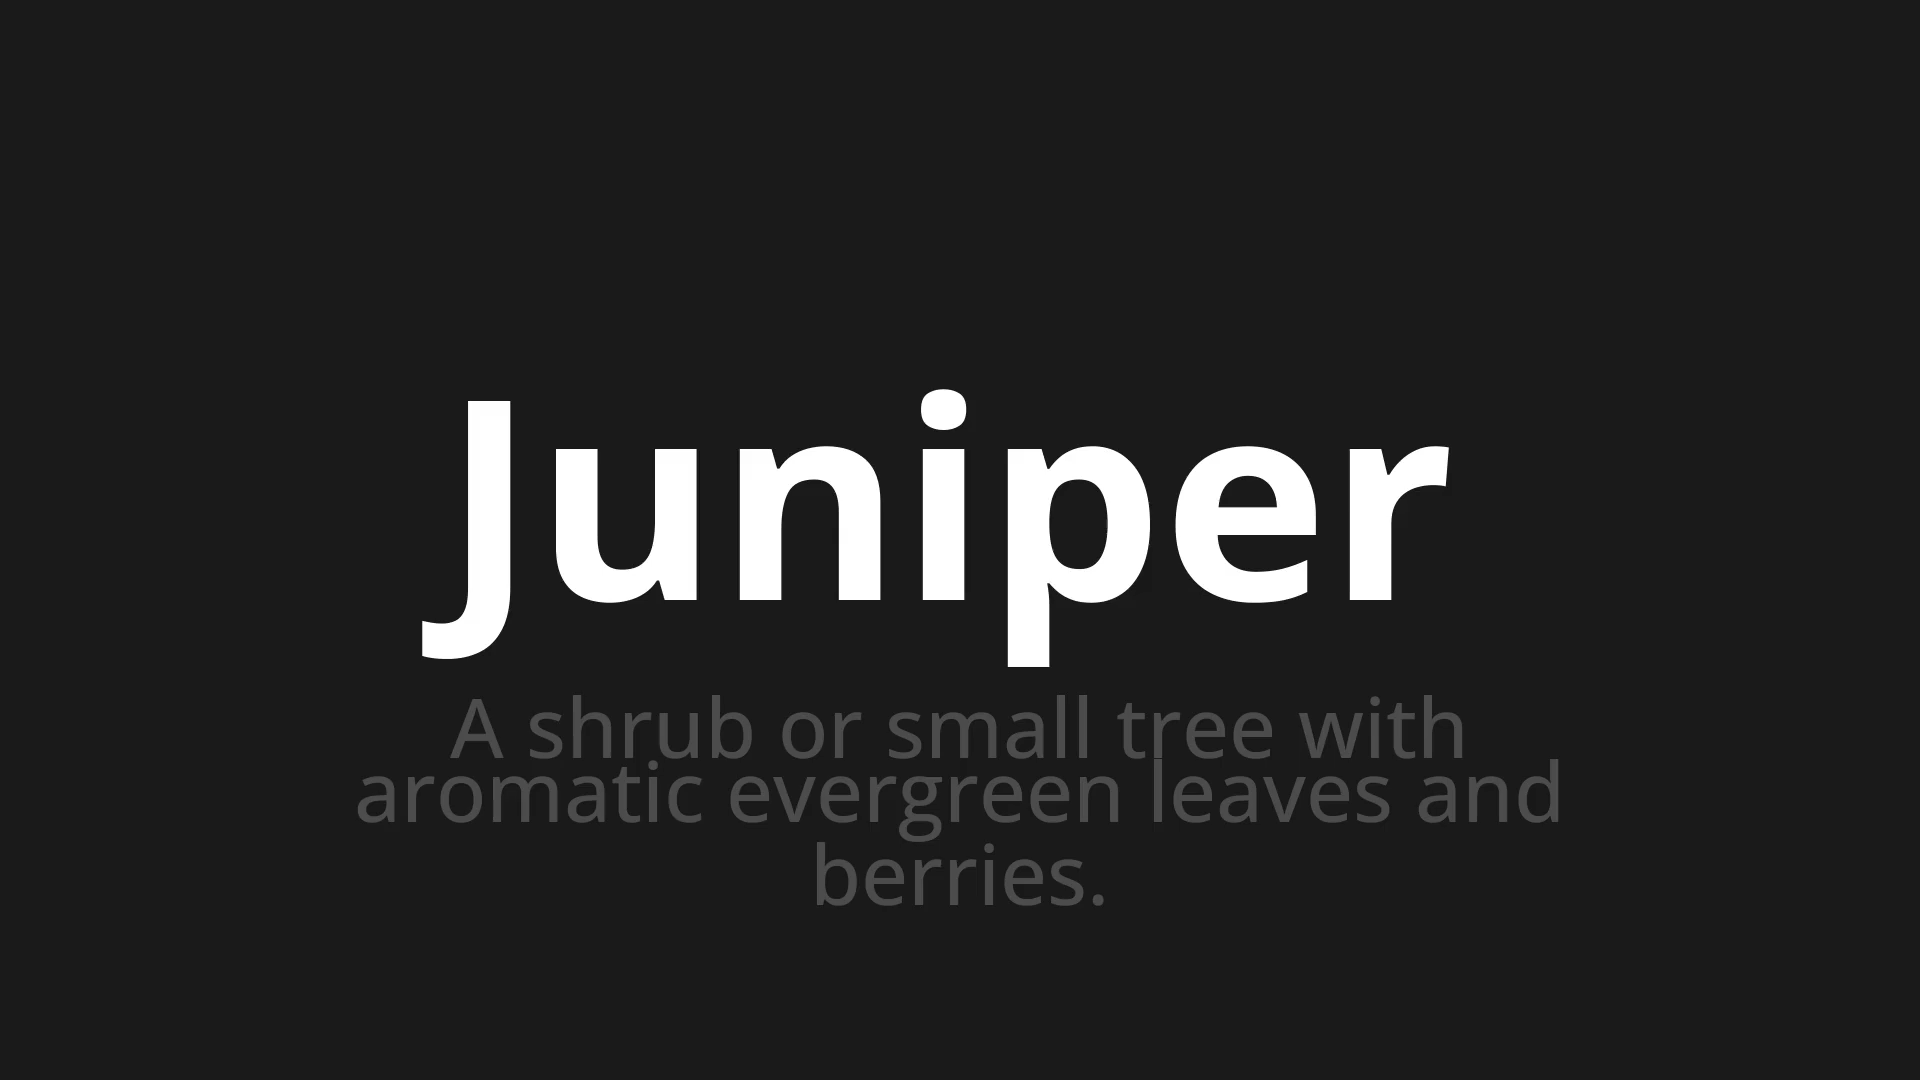 Juniper
A shrub or small tree with
aromatic evergreen leaves and
berries.